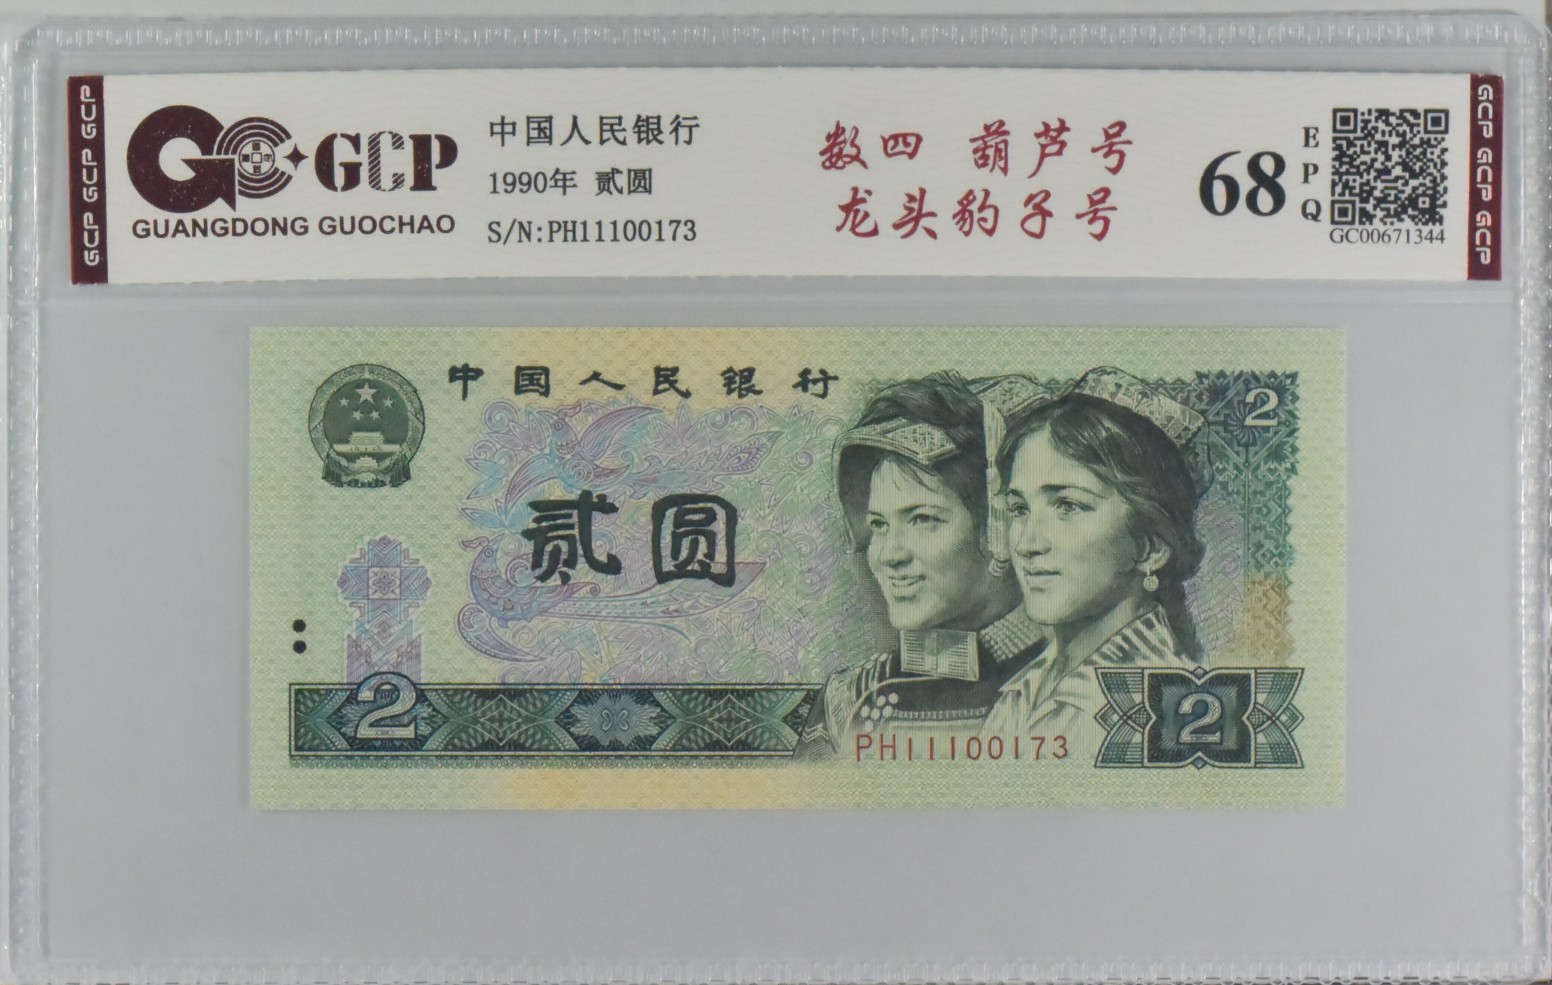 GCP GCP GCP
GCP
GUANGDONG GUOCHAO
中国人民银行
1990年 贰圆
S/N:PH11100173
数四 葫芦号
龙头豹子号
68
EPQ
GC00671344
GCP GCP GCP
中国人民银行
2
贰圆
2
PH11100173
2